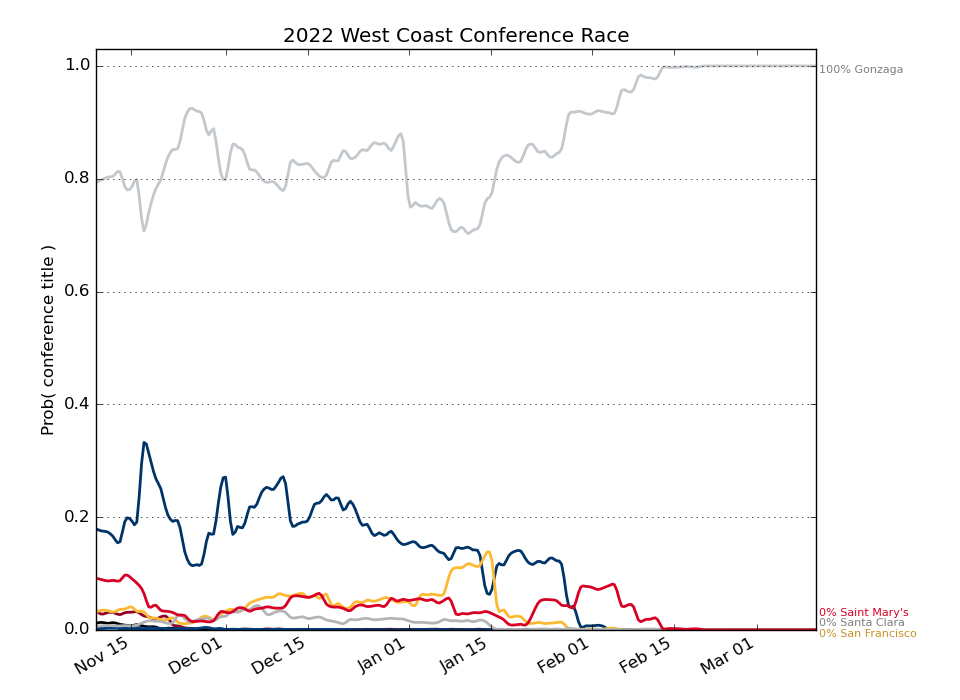 2022 West Coast Conference Race
Prob( conference title )
1.0
0.8
0.6
0.4
0.2
0.0
Nov 15
Dec 01
Dec 15
Jan 01
Jan 15
Feb 01
Feb 15
Mar 01
100% Gonzaga
0% Saint Mary's
0% Santa Clara
0% San Francisco